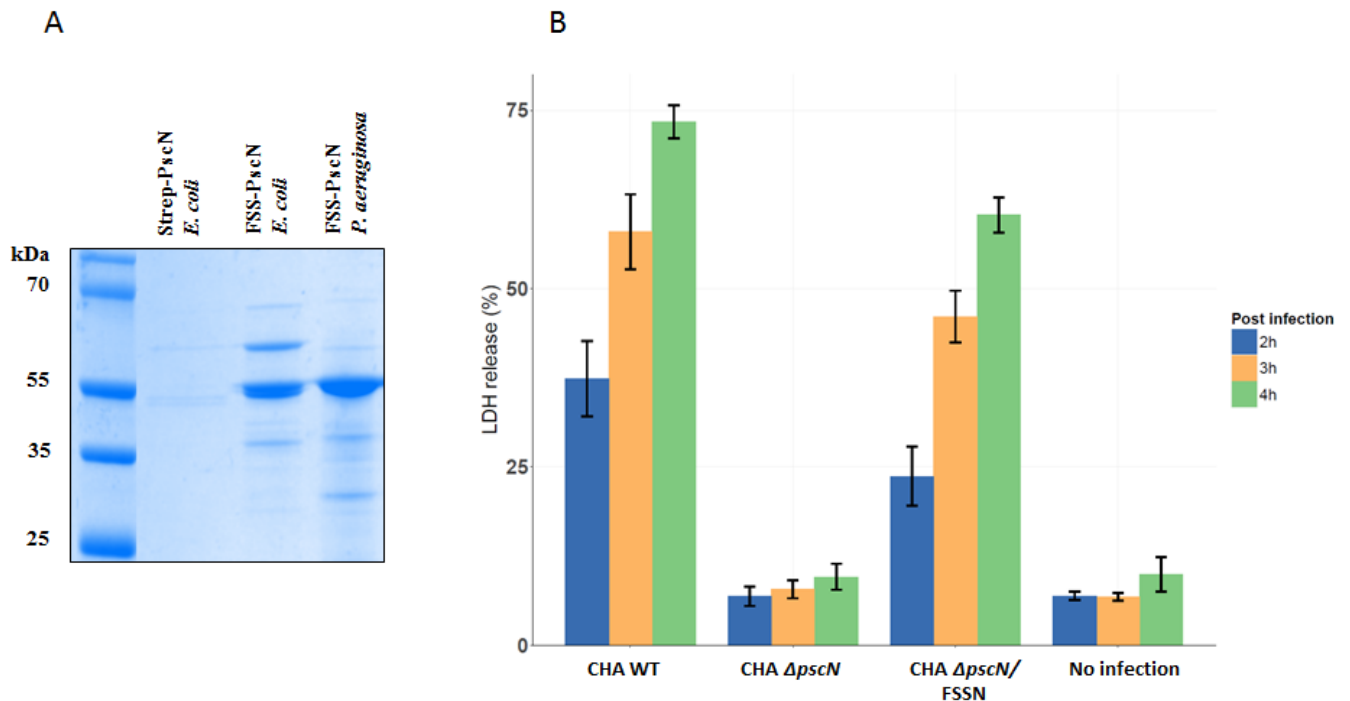 A
B
Strep-PscN
E. coli
FSS-PscN
E. coli
FSS-PscN
P. aeruginosa
kDa
70
55
35
25
75
50
25
0
LDH release (%)
CHA WT
CHA ΔpscN
CHA ΔpscN/
FSSN
No infection
Post infection
2h
3h
4h